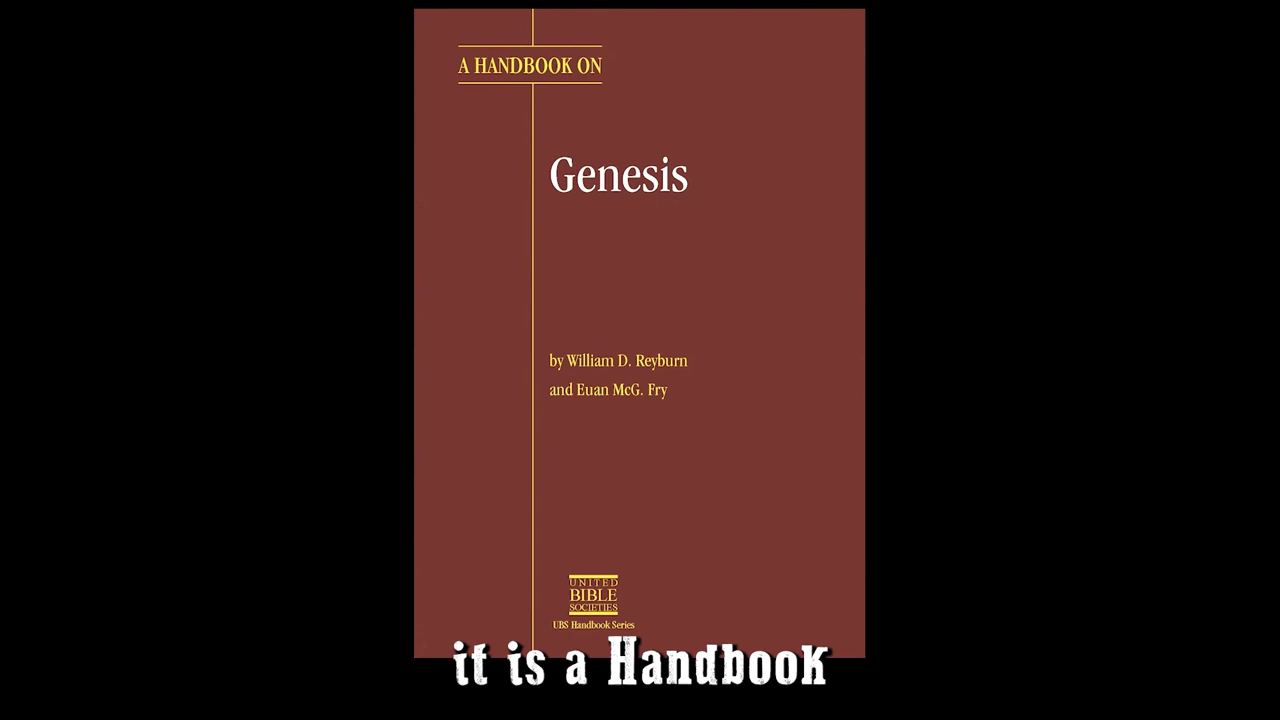 A HANDBOOK ON
Genesis
by William D. Reyburn
and Euan McG. Fry
UNITED
BIBLE
SOCIETIES
UBS Handbook Series
it is a Handbook